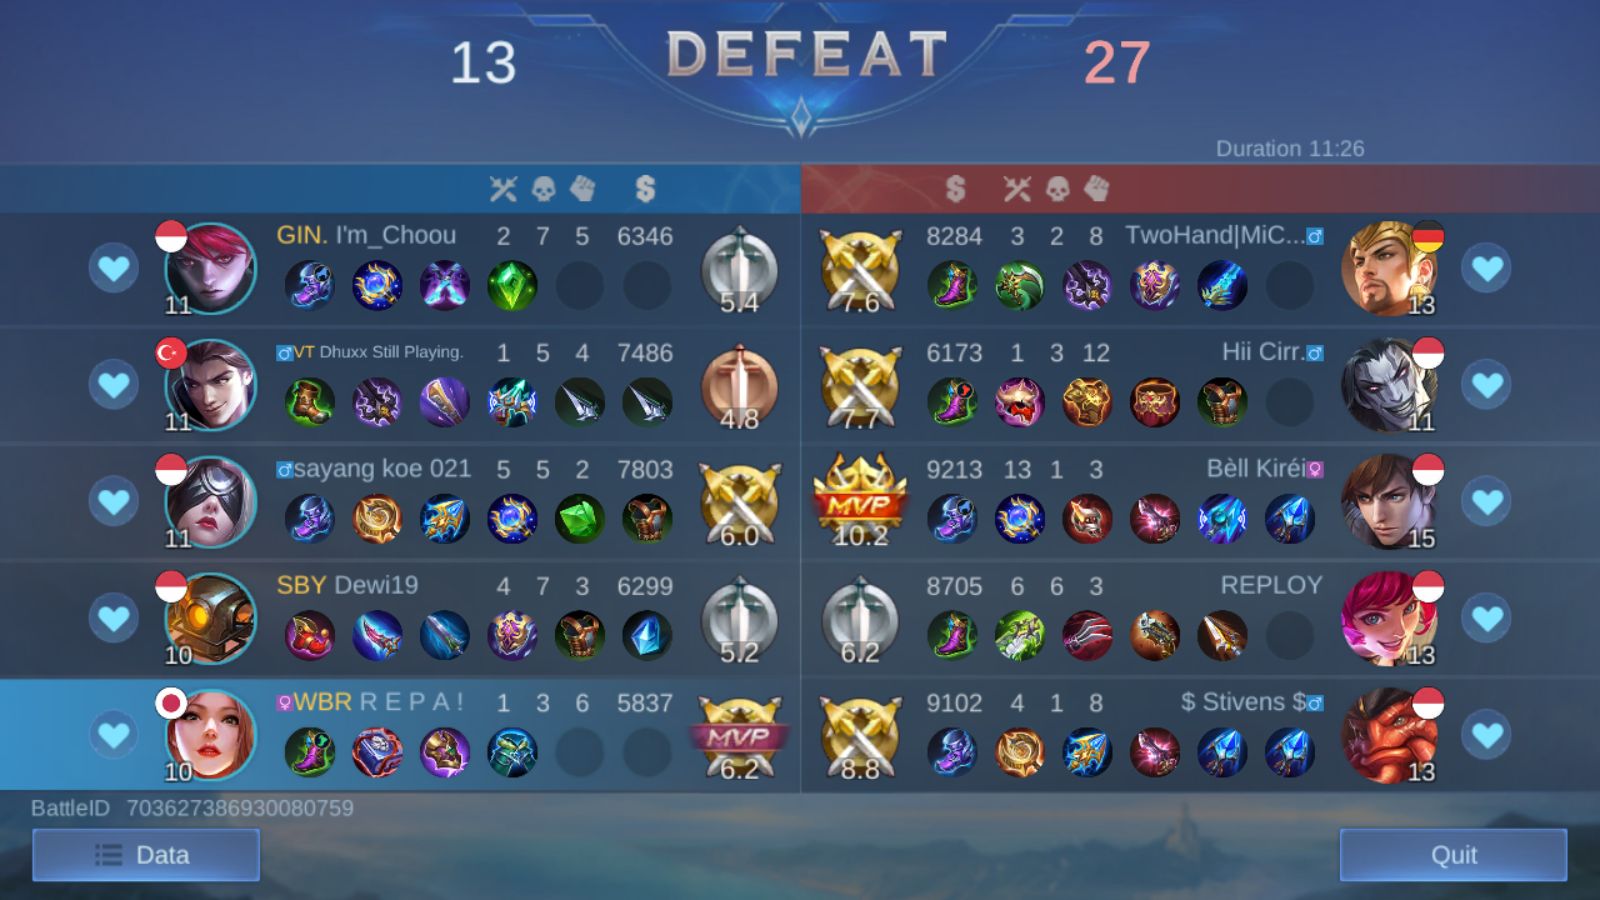 13 DEFEAT 27
Duration 11:26
GIN. I'm_Choou 2 7 5 6346
11 5.4
8284 3 2 8 TwoHand|MiC...
7.6 13
VT Dhuxx Still Playing. 1 5 4 7486
11 4.8
6173 1 3 12 Hii Cirr.
7.7 11
sayang koe 021 5 5 2 7803
11 6.0
9213 13 1 3 Bèll Kiréi
MVP
10.2 15
SBY Dewi19 4 7 3 6299
10 5.2
8705 6 6 3 REPLOY
6.2 13
WBR R E P A ! 1 3 6 5837
MVP
10 6.2
9102 4 1 8 $ Stivens $
8.8 13
BattleID 703627386930080759
Data
Quit